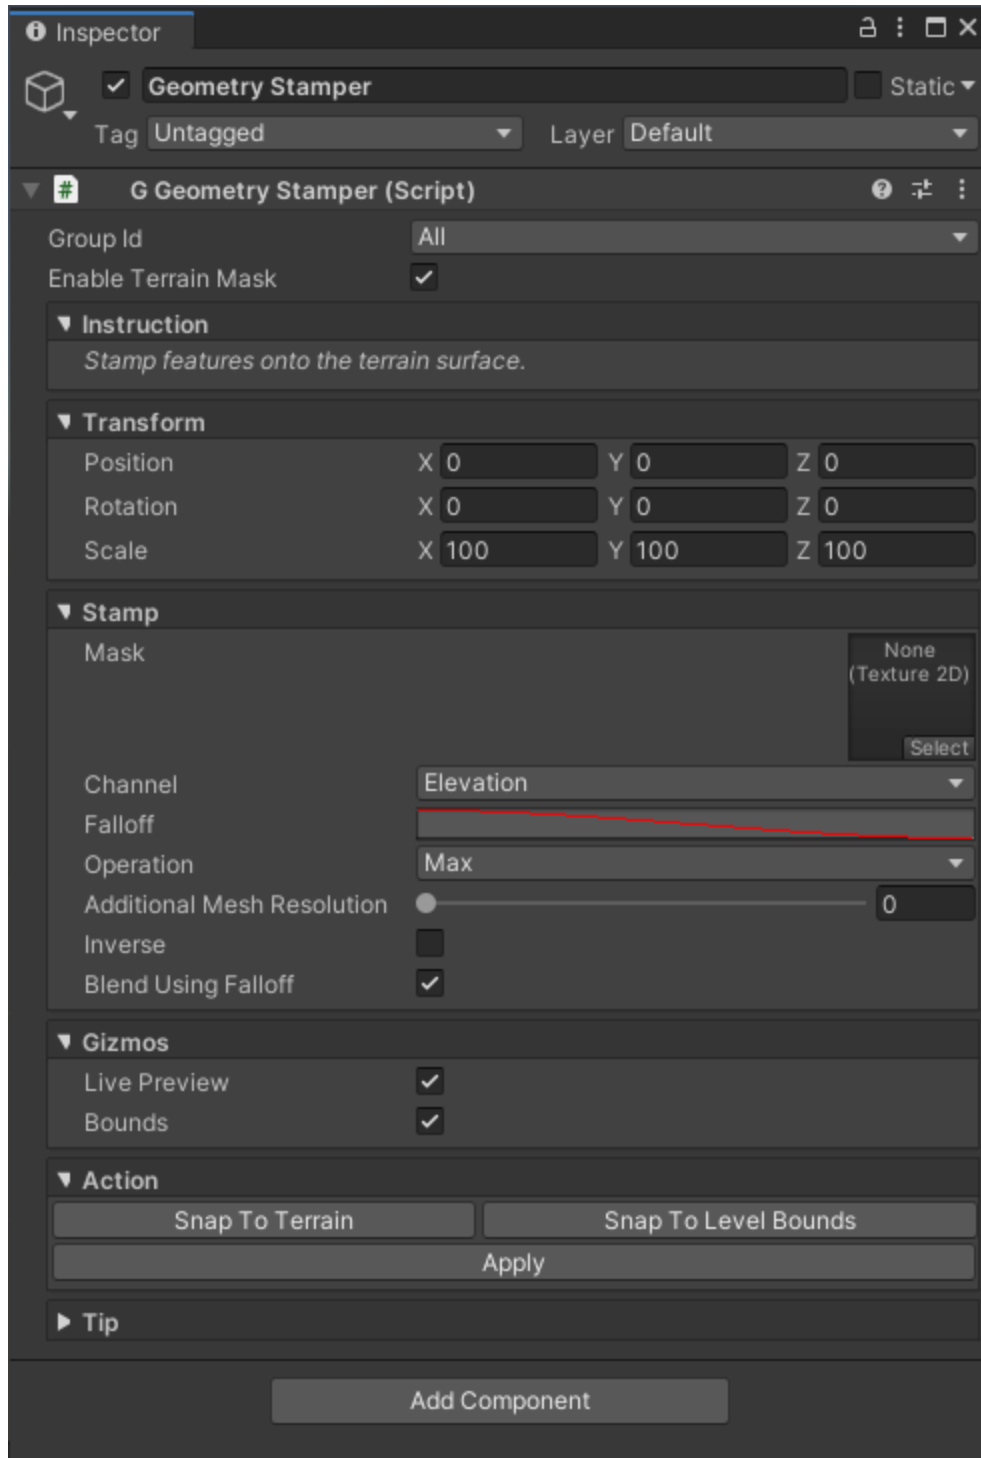 Inspector
Geometry Stamper Static
Tag Untagged Layer Default
# G Geometry Stamper (Script)
Group Id All
Enable Terrain Mask
Instruction
Stamp features onto the terrain surface.
Transform
Position X 0 Y 0 Z 0
Rotation X 0 Y 0 Z 0
Scale X 100 Y 100 Z 100
Stamp
Mask None
(Texture 2D)
Select
Channel Elevation
Falloff
Operation Max
Additional Mesh Resolution 0
Inverse
Blend Using Falloff
Gizmos
Live Preview
Bounds
Action
Snap To Terrain Snap To Level Bounds
Apply
Tip
Add Component